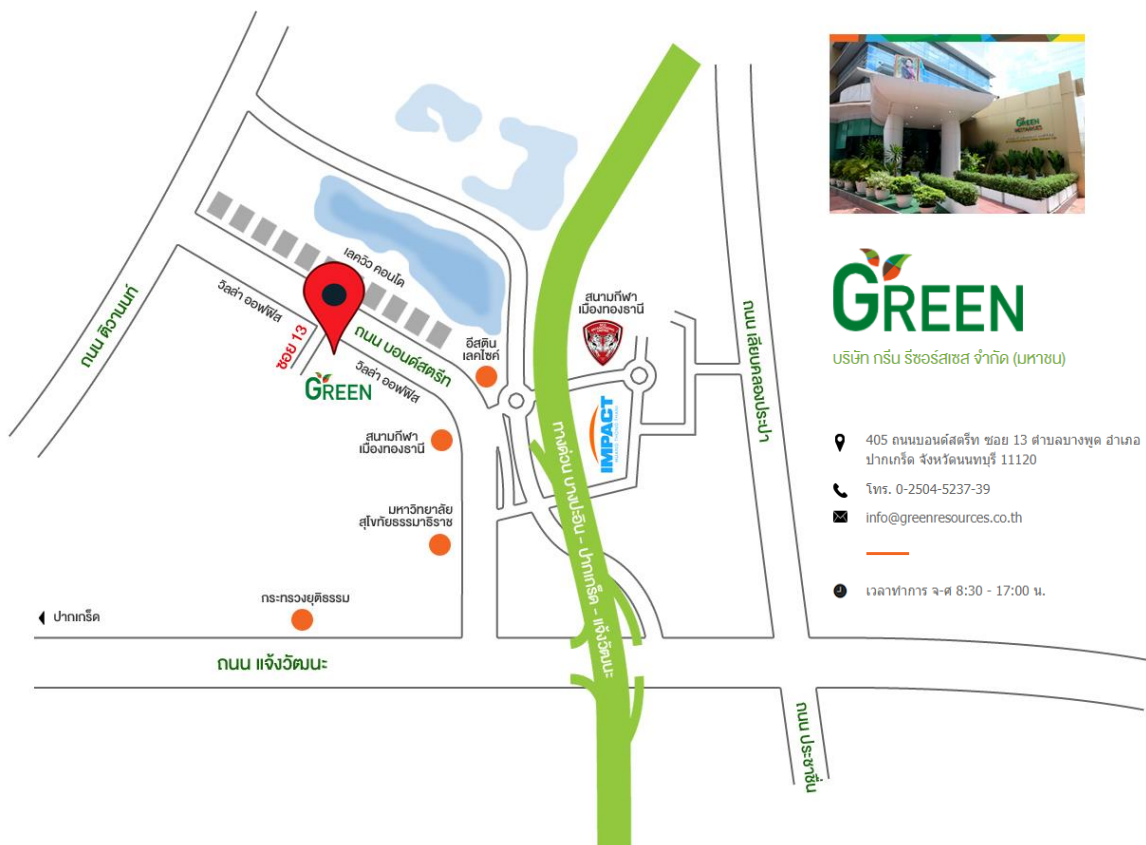 ถนน ติวานนท์
วิลล่า ออฟฟิส
ซอย 13
เลควิว คอนโด
ถนน บอนด์สตรีท
วิลล่า ออฟฟิส
GREEN
อีสติน
เลคไซค์
สนามกีฬา
เมืองทองธานี
สนามกีฬา
เมืองทองธานี
IMPACT
มหาวิทยาลัย
สุโขทัยธรรมาธิราช
กระทรวงยุติธรรม
ปากเกร็ด
ถนน แจ้งวัฒนะ
ทางด่วน บางปะอิน - ปากเกร็ด - แจ้งวัฒนะ
ถนน เลียบคลองประปา
ถนน ประชาชื่น
GREEN
RESOURCES
GREEN
บริษัท กรีน รีซอร์สเซส จำกัด (มหาชน)
405 ถนนบอนด์สตรีท ซอย 13 ตำบลบางพูด อำเภอ
ปากเกร็ด จังหวัดนนทบุรี 11120
โทร. 0-2504-5237-39
info@greenresources.co.th
เวลาทำการ จ-ศ 8:30 - 17:00 น.